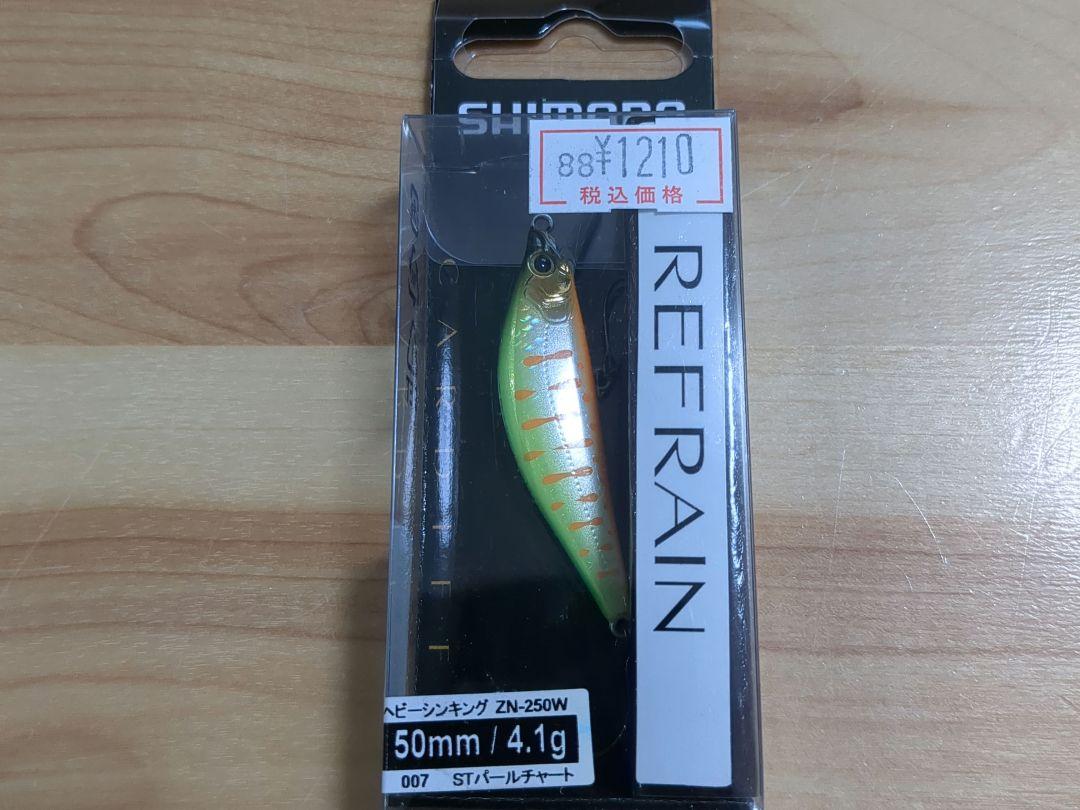 SHIMANO
88¥1210
税込価格
CARDIFF
REFRAIN
ヘビーシンキング ZN-250W
50mm / 4.1g
007 STパールチャート